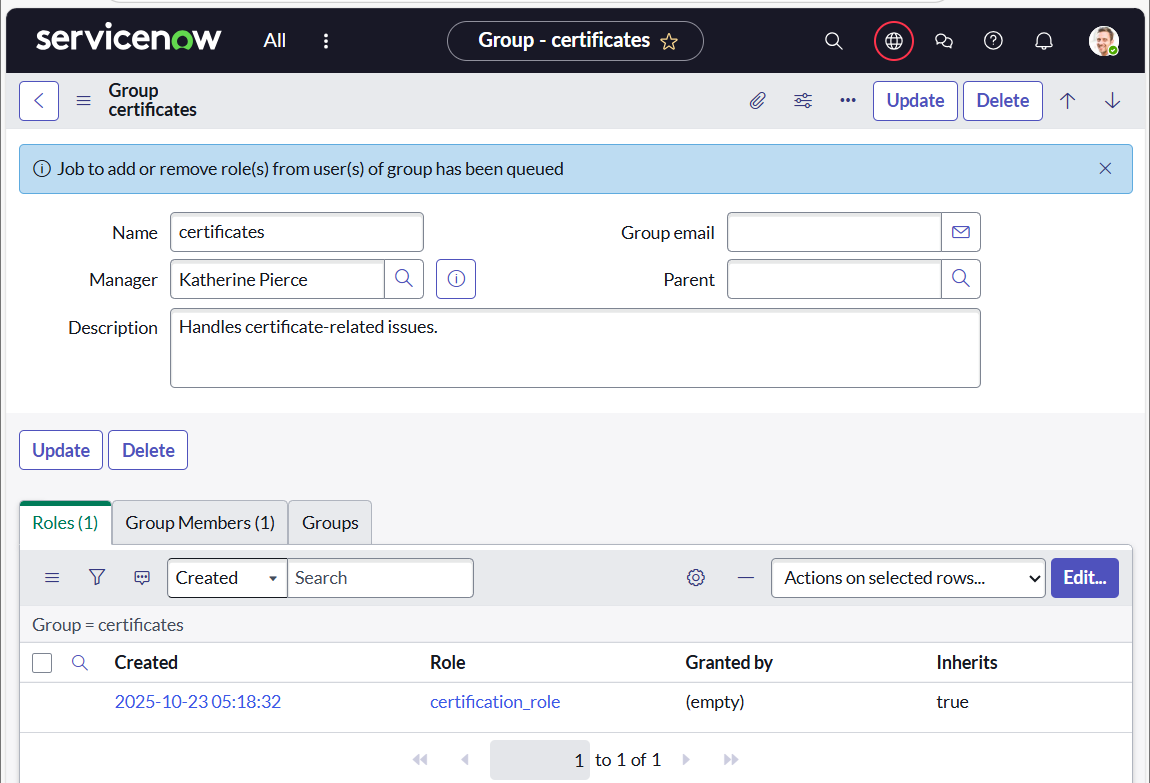 servicenow All Group - certificates
Group
certificates
Update Delete
Job to add or remove role(s) from user(s) of group has been queued
Name certificates Group email
Manager Katherine Pierce Parent
Description Handles certificate-related issues.
Update Delete
Roles (1) Group Members (1) Groups
Created Search Actions on selected rows... Edit...
Group = certificates
Created Role Granted by Inherits
2025-10-23 05:18:32 certification_role (empty) true
1 to 1 of 1